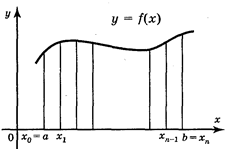 y
y = f(x)
x
0 x₀ = a x₁ xₙ₋₁ b = xₙ